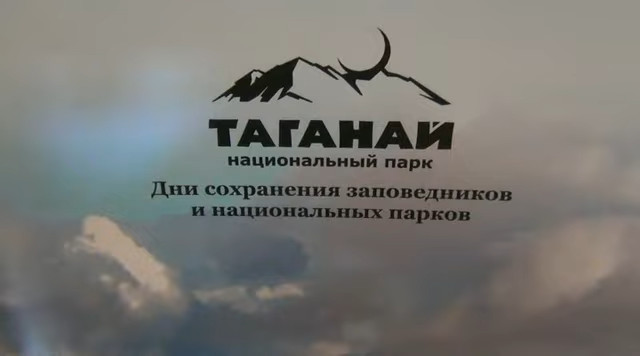 ТАГАНАЙ
национальный парк
Дни сохранения заповедников
и национальных парков